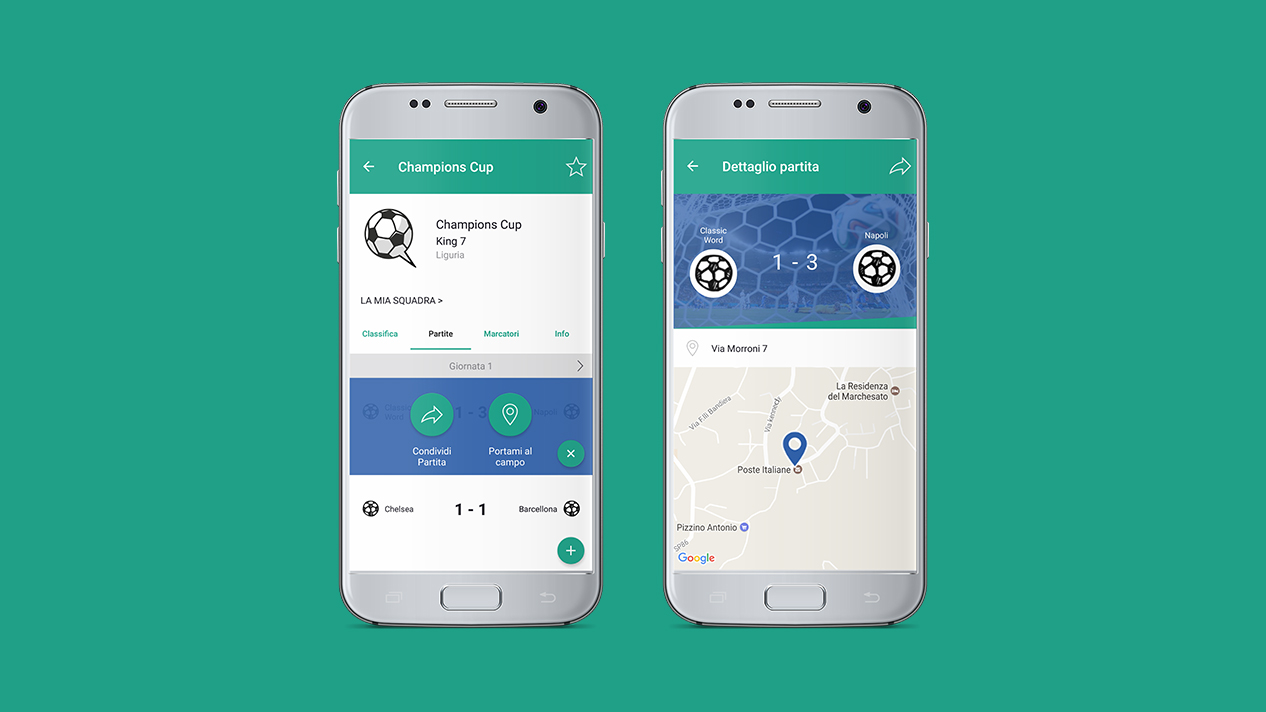 Champions Cup
Champions Cup
King 7
Liguria
LA MIA SQUADRA >
Classifica Partite Marcatori Info
Giornata 1
Classic
Word
1 - 3
Napoli
Condividi
Partita
Portami al
campo
Chelsea 1 - 1 Barcellona
Dettaglio partita
Classic
Word
1 - 3
Napoli
Via Morroni 7
La Residenza
del Marchesato
Via F.lli Bandiera
Via kennedy
Poste Italiane
Pizzino Antonio
SP86
Google